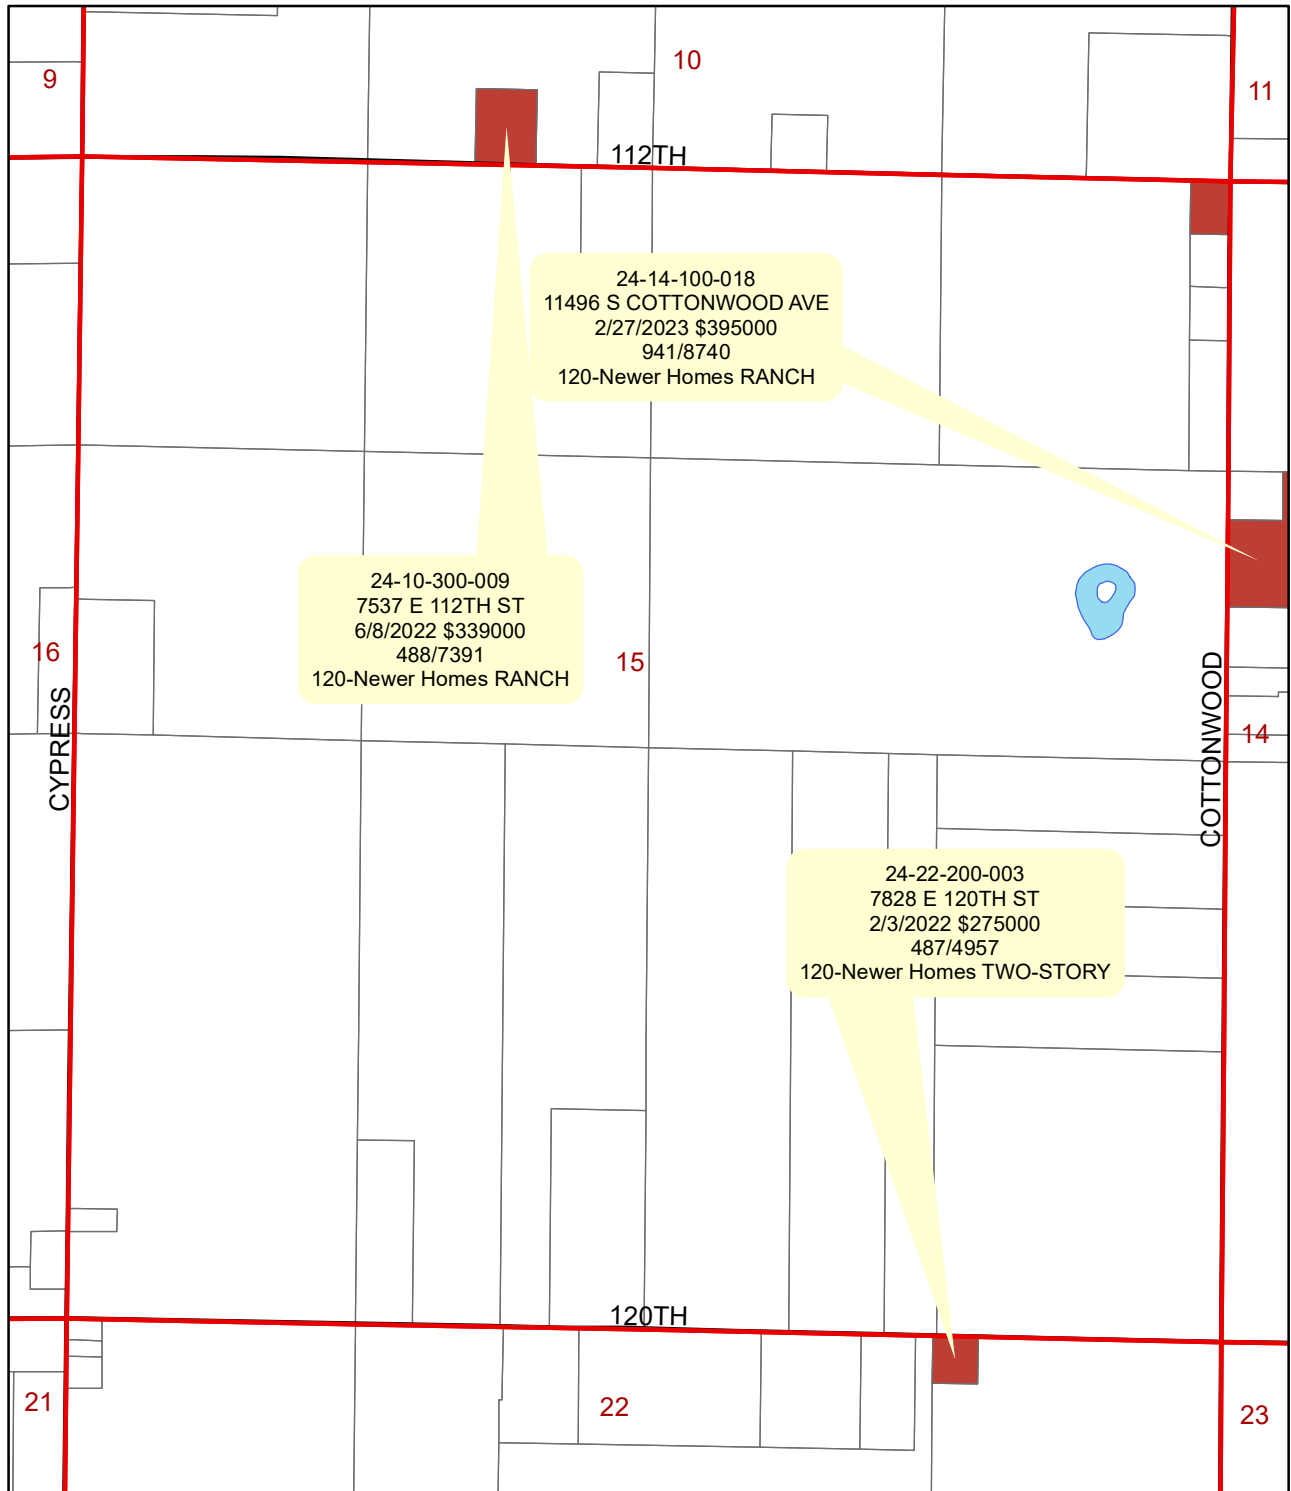 10
9
11
112TH
24-14-100-018
11496 S COTTONWOOD AVE
2/27/2023 $395000
941/8740
120-Newer Homes RANCH
24-10-300-009
7537 E 112TH ST
6/8/2022 $339000
488/7391
120-Newer Homes RANCH
16
15
CYPRESS
COTTONWOOD
14
24-22-200-003
7828 E 120TH ST
2/3/2022 $275000
487/4957
120-Newer Homes TWO-STORY
120TH
21
22
23